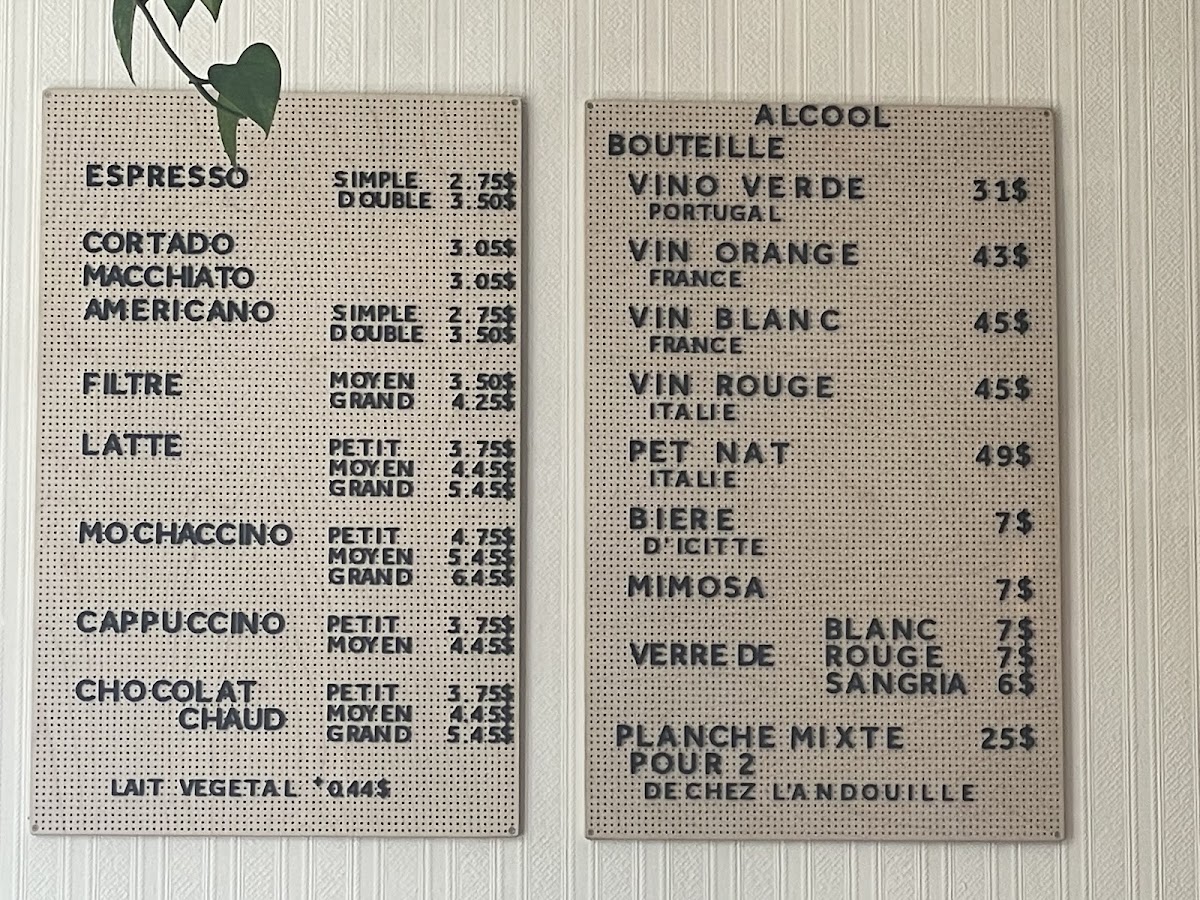 ESPRESSO SIMPLE 2.75$
DOUBLE 3.50$
CORTADO 3.05$
MACCHIATO 3.05$
AMERICANO SIMPLE 2.75$
DOUBLE 3.50$
FILTRE MOYEN 3.50$
GRAND 4.25$
LATTE PETIT 3.75$
MOYEN 4.45$
GRAND 5.45$
MOCHACCINO PETIT 4.75$
MOYEN 5.45$
GRAND 6.45$
CAPPUCCINO PETIT 3.75$
MOYEN 4.45$
CHOCOLAT PETIT 3.75$
CHAUD MOYEN 4.45$
GRAND 5.45$
LAIT VEGETAL +0.44$
ALCOOL
BOUTEILLE
VINO VERDE 31$
PORTUGAL
VIN ORANGE 43$
FRANCE
VIN BLANC 45$
FRANCE
VIN ROUGE 45$
ITALIE
PET NAT 49$
ITALIE
BIERE 7$
D'ICITTE
MIMOSA 7$
BLANC 7$
VERRE DE ROUGE 7$
SANGRIA 6$
PLANCHE MIXTE 25$
POUR 2
DE CHEZ L'ANDOUILLE